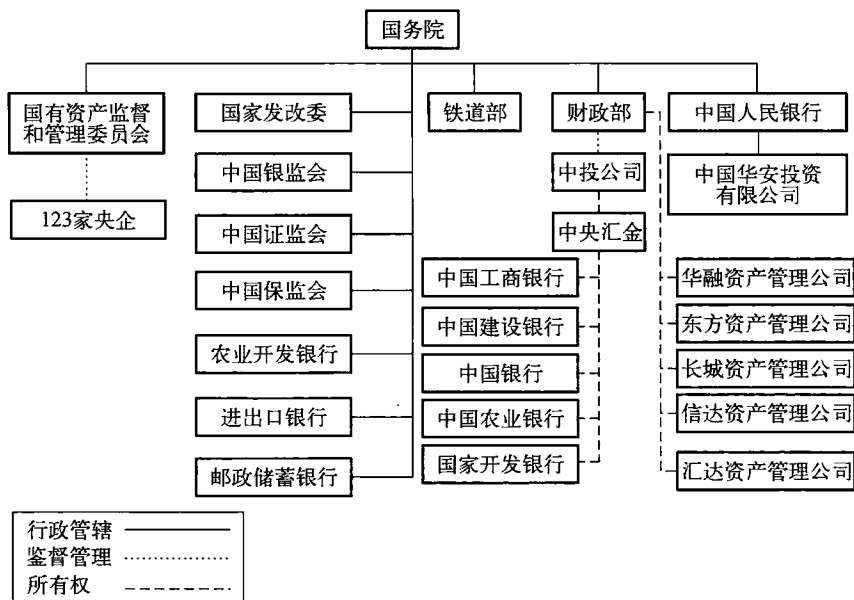 国务院
国有资产监督
和管理委员会
国家发改委
铁道部
财政部
中国人民银行
中国银监会
中投公司
中国华安投资
有限公司
123家央企
中国证监会
中央汇金
中国保监会
中国工商银行
华融资产管理公司
中国建设银行
东方资产管理公司
农业开发银行
中国银行
长城资产管理公司
进出口银行
中国农业银行
信达资产管理公司
邮政储蓄银行
国家开发银行
汇达资产管理公司
行政管辖
鉴督管理
所有权